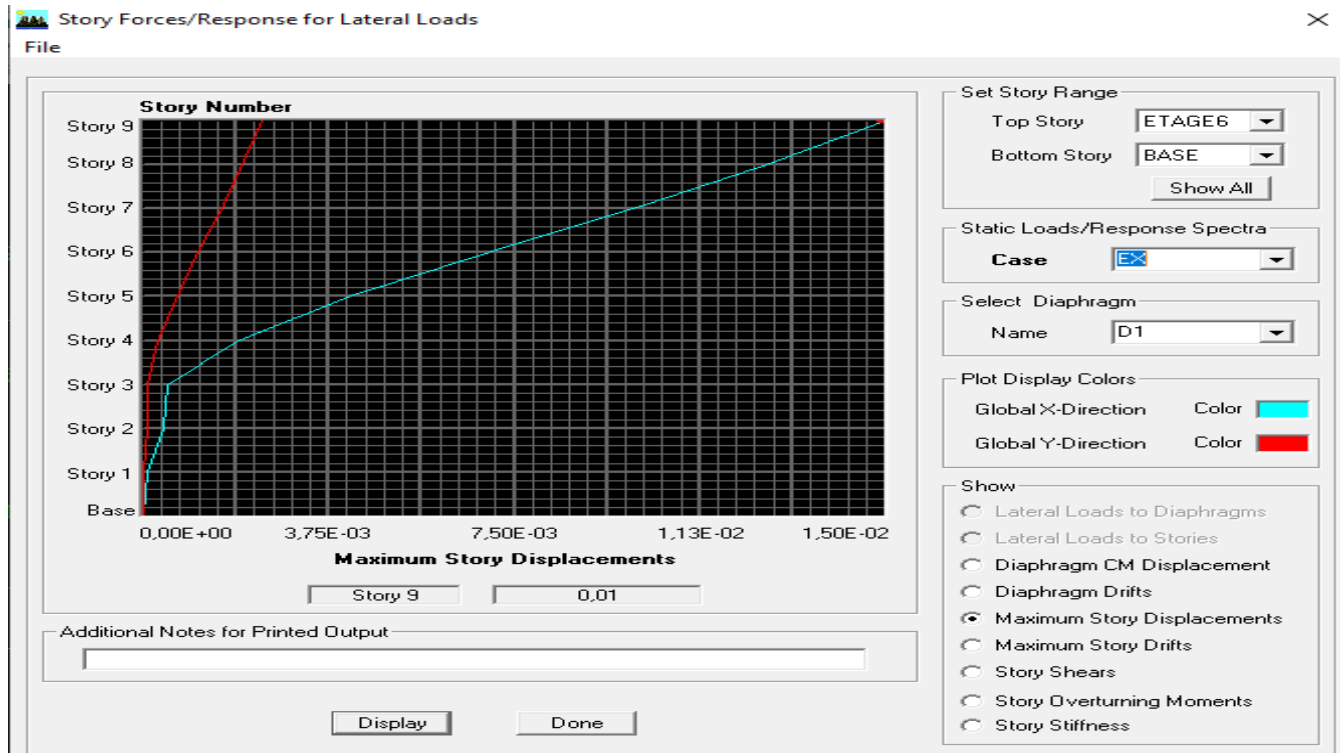 Story Forces/Response for Lateral Loads
File
Story Number
Story 9
Story 8
Story 7
Story 6
Story 5
Story 4
Story 3
Story 2
Story 1
Base
0,00E+00 3,75E-03 7,50E-03 1,13E-02 1,50E-02
Maximum Story Displacements
Story 9 0,01
Additional Notes for Printed Output
Display Done
Set Story Range
Top Story ETAGE6
Bottom Story BASE
Show All
Static Loads/Response Spectra
Case EX
Select Diaphragm
Name D1
Plot Display Colors
Global X-Direction Color
Global Y-Direction Color
Show
Lateral Loads to Diaphragms
Lateral Loads to Stories
Diaphragm CM Displacement
Diaphragm Drifts
Maximum Story Displacements
Maximum Story Drifts
Story Shears
Story Overturning Moments
Story Stiffness